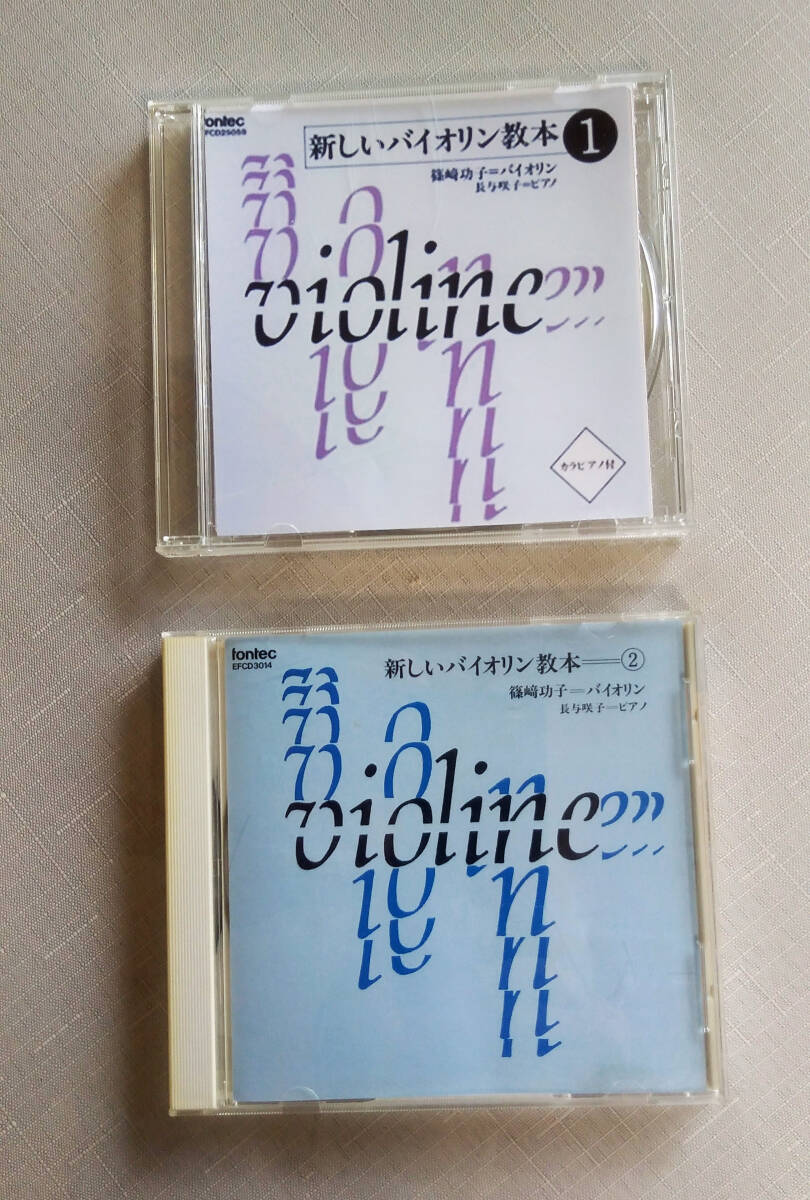 fontec
EFCD25058
新しいバイオリン教本 1
篠﨑功子=バイオリン
長与咲子=ピアノ
violine
カラピアノ付
fontec
EFCD3014
新しいバイオリン教本——②
篠﨑功子=バイオリン
長与咲子=ピアノ
violine